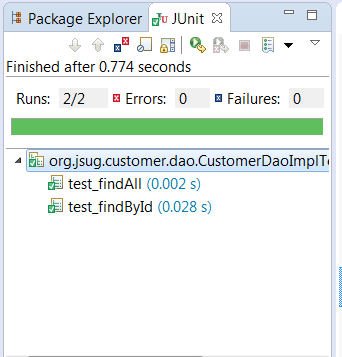 Package Explorer JUnit
Finished after 0.774 seconds
Runs: 2/2 Errors: 0 Failures: 0
org.jsug.customer.dao.CustomerDaoImplTe
test_findAll (0.002 s)
test_findById (0.028 s)